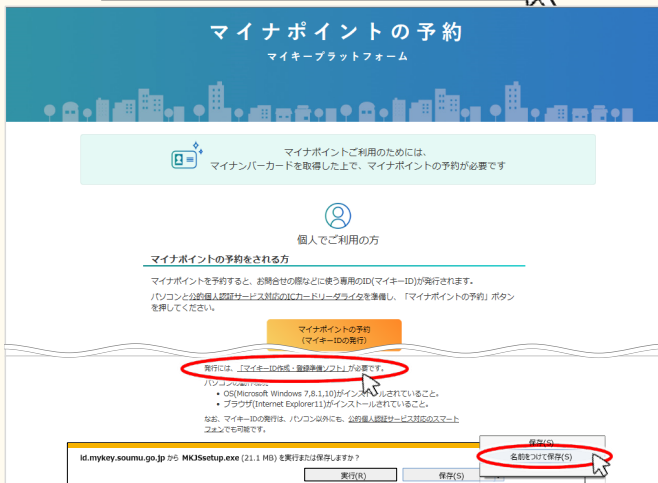 マイナポイントの予約
マイキープラットフォーム
マイナポイントご利用のためには、
マイナンバーカードを取得した上で、マイナポイントの予約が必要です
個人でご利用の方
マイナポイントの予約をされる方
マイナポイントを予約すると、お問合せの際などに使う専用のID(マイキーID)が発行されます。
パソコンと公的個人認証サービス対応のICカードリーダライタを準備し、「マイナポイントの予約」ボタン
を押してください。
マイナポイントの予約
(マイキーIDの発行)
発行には、「マイキーID作成・登録準備ソフト」が必要です。
• OS(Microsoft Windows 7,8.1,10)がインストールされていること。
• ブラウザ(Internet Explorer11)がインストールされていること。
なお、マイキーIDの発行は、パソコン以外にも、公的個人認証サービス対応のスマート
フォンでも可能です。
保存(S)
名前をつけて保存(S)
id.mykey.soumu.go.jp から MKJSsetup.exe (21.1 MB) を実行または保存しますか？
実行(R)
保存(S)